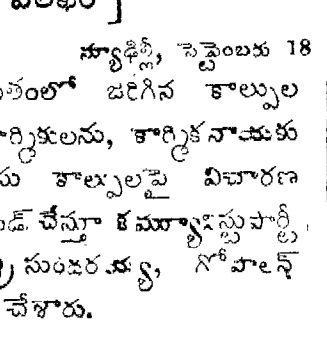 న్యూఢిల్లీ, సెప్టెంబరు 18
తంలో జరిగిన కాల్పుల
ర్మికులను, కార్మిక నాయకు
కాల్పులపై విచారణ
చేస్తూ కమ్యూనిస్టుపార్టీ
సుందరయ్య, గోపాలన్
చేశారు.